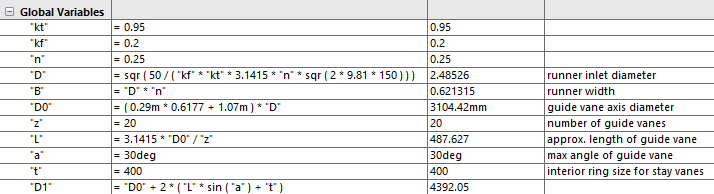 Global Variables
"kt" = 0.95 0.95
"kf" = 0.2 0.2
"n" = 0.25 0.25
"D" = sqr ( 50 / ( "kf" * "kt" * 3.1415 * "n" * sqr ( 2 * 9.81 * 150 ) ) ) 2.48526 runner inlet diameter
"B" = "D" * "n" 0.621315 runner width
"D0" = ( 0.29m * 0.6177 + 1.07m ) * "D" 3104.42mm guide vane axis diameter
"z" = 20 20 number of guide vanes
"L" = 3.1415 * "D0" / "z" 487.627 approx. length of guide vane
"a" = 30deg 30deg max angle of guide vane
"t" = 400 400 interior ring size for stay vanes
"D1" = "D0" + 2 * ( "L" * sin ( "a" ) + "t" ) 4392.05